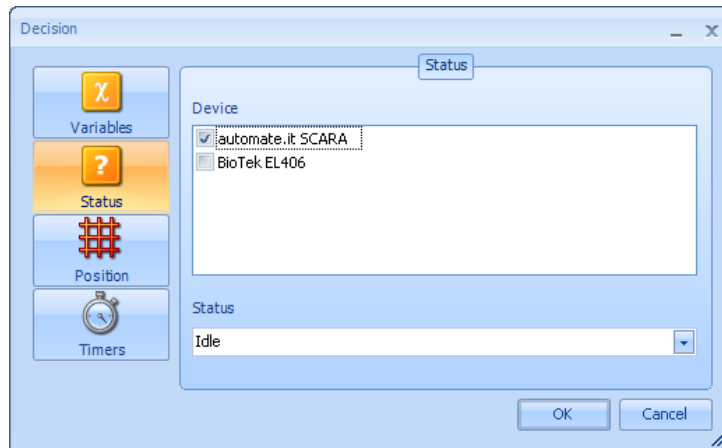 Decision
Variables
Status
Position
Timers
Status
Device
automate.it SCARA
BioTek EL406
Status
Idle
OK
Cancel